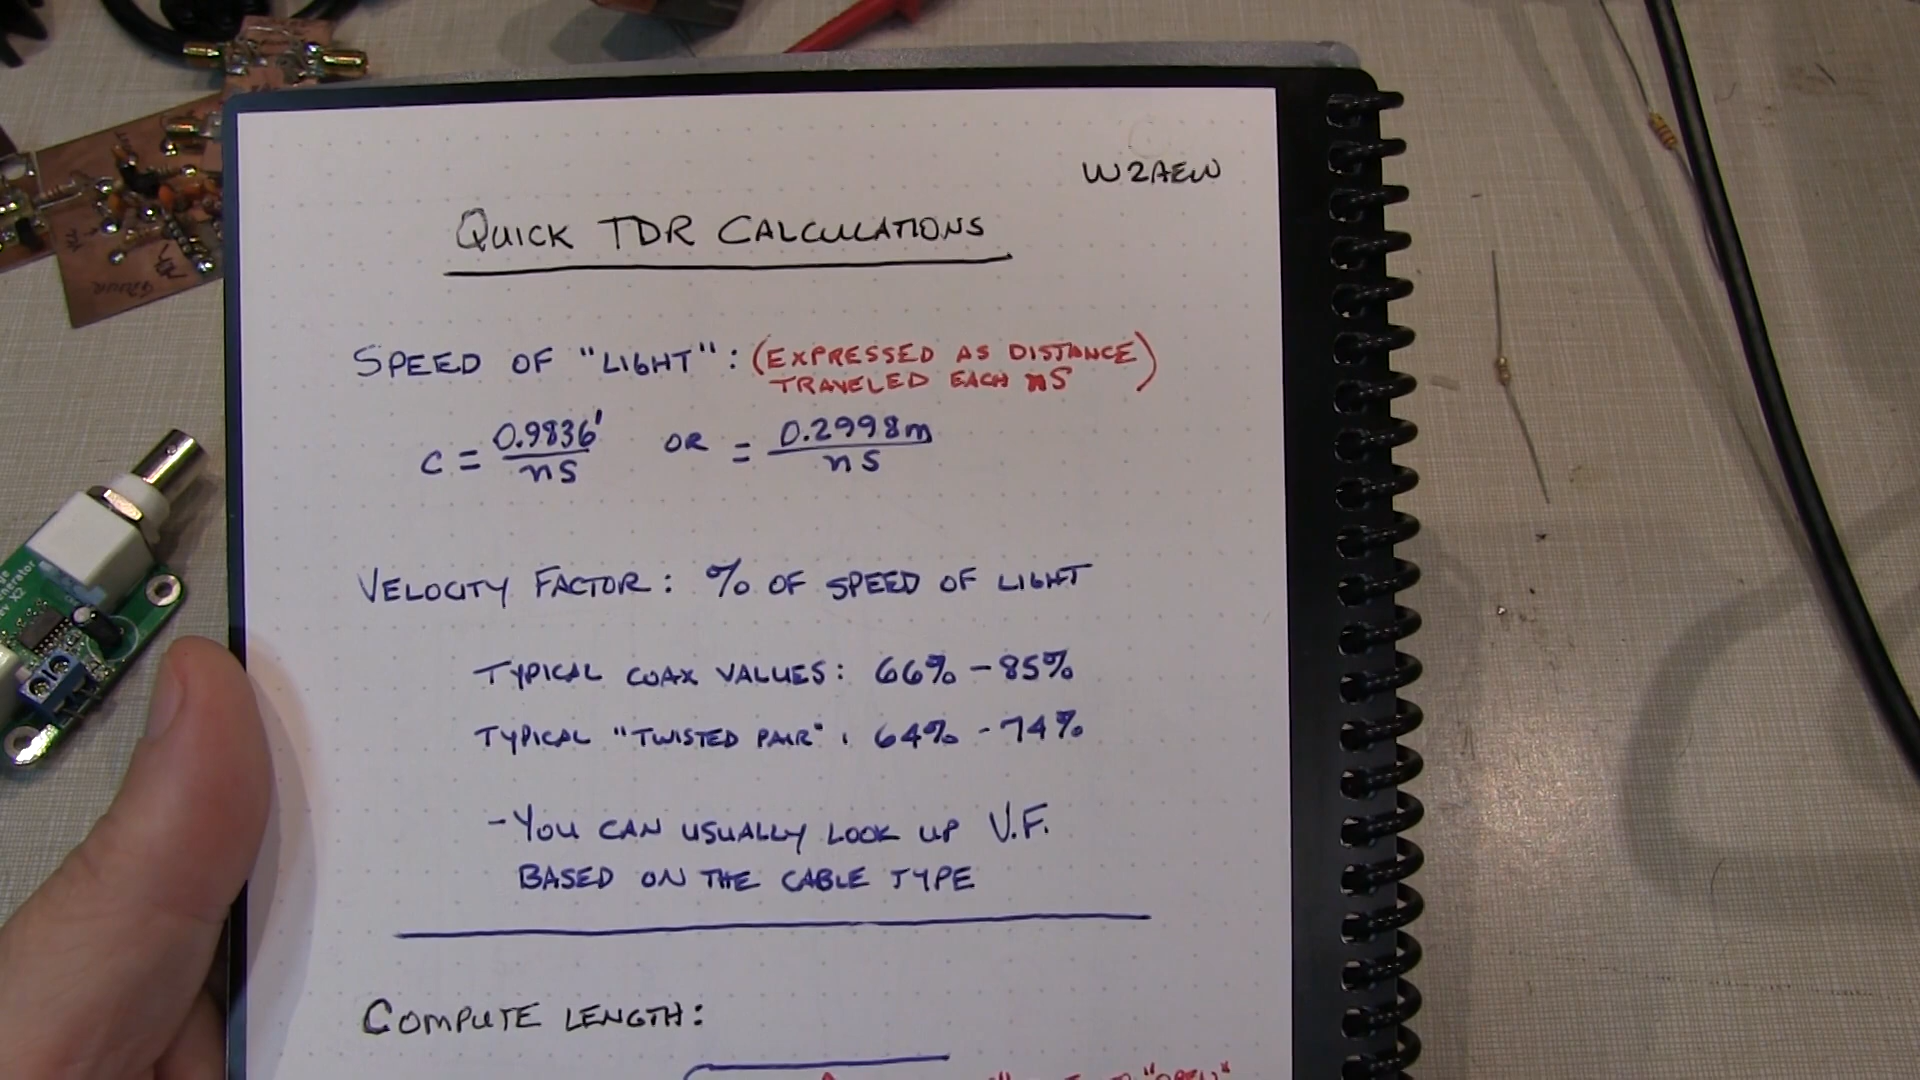 W2AEW
QUICK TDR CALCULATIONS
SPEED OF "LIGHT": (EXPRESSED AS DISTANCE
TRAVELED EACH nS)
c = 0.9836'/nS OR = 0.2998m/nS
VELOCITY FACTOR: % OF SPEED OF LIGHT
TYPICAL COAX VALUES: 66% - 85%
TYPICAL "TWISTED PAIR": 64% - 74%
- YOU CAN USUALLY LOOK UP V.F.
BASED ON THE CABLE TYPE
COMPUTE LENGTH:
"OPEN"